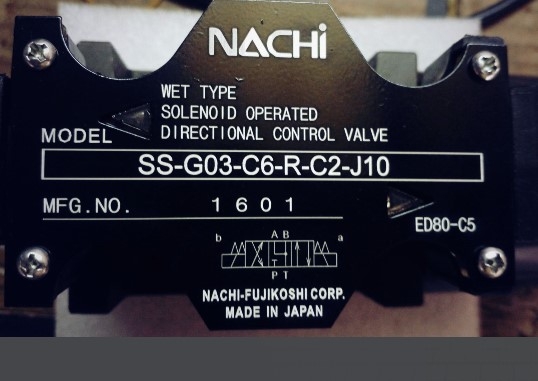 NACHi
WET TYPE
SOLENOID OPERATED
DIRECTIONAL CONTROL VALVE
MODEL
SS-G03-C6-R-C2-J10
MFG.NO. 1601
ED80-C5
b A B a
P T
NACHI-FUJIKOSHI CORP.
MADE IN JAPAN